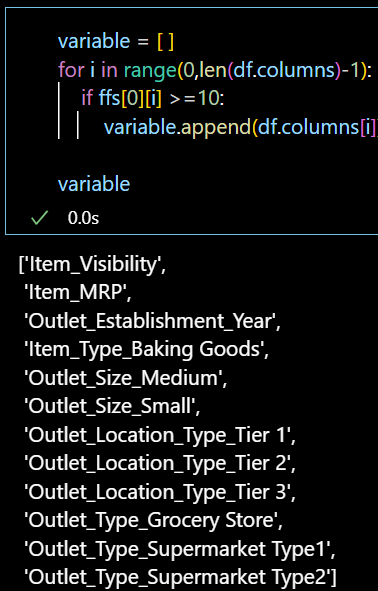 variable = [ ]
for i in range(0,len(df.columns)-1):
if ffs[0][i] >=10:
variable.append(df.columns[i]
variable
0.0s
['Item_Visibility',
'Item_MRP',
'Outlet_Establishment_Year',
'Item_Type_Baking Goods',
'Outlet_Size_Medium',
'Outlet_Size_Small',
'Outlet_Location_Type_Tier 1',
'Outlet_Location_Type_Tier 2',
'Outlet_Location_Type_Tier 3',
'Outlet_Type_Grocery Store',
'Outlet_Type_Supermarket Type1',
'Outlet_Type_Supermarket Type2']